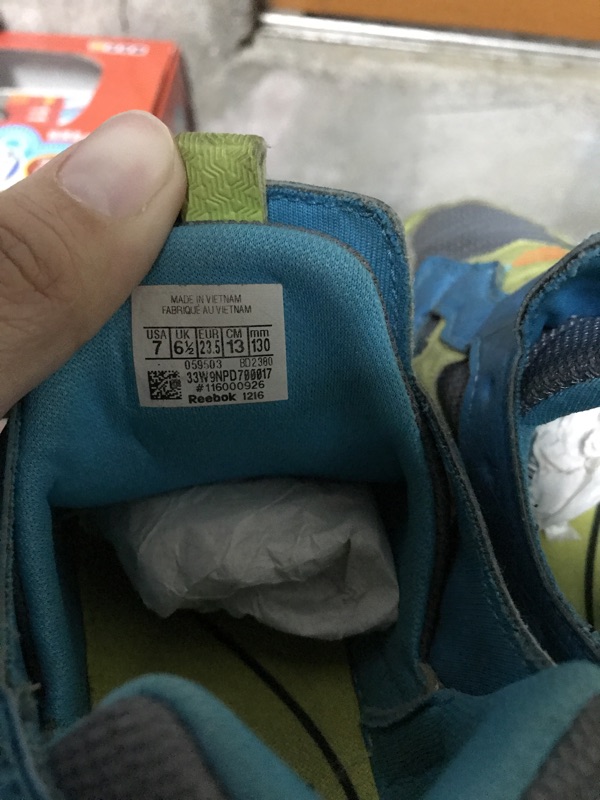 MADE IN VIETNAM
FABRIQUE AU VIETNAM
USA UK EUR CM mm
7 6½ 23.5 13 130
059503 BD2380
33W9NPD700017
#116000926
Reebok 1216